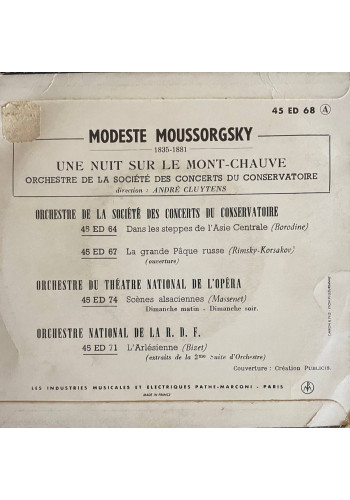 45 ED 68 A
MODESTE MOUSSORGSKY
1835-1881
UNE NUIT SUR LE MONT-CHAUVE
ORCHESTRE DE LA SOCIÉTÉ DES CONCERTS DU CONSERVATOIRE
direction : ANDRÉ CLUYTENS
ORCHESTRE DE LA SOCIÉTÉ DES CONCERTS DU CONSERVATOIRE
45 ED 64 Dans les steppes de l'Asie Centrale (Borodine)
45 ED 67 La grande Pâque russe (Rimsky-Korsakov)
(ouverture)
ORCHESTRE DU THÉATRE NATIONAL DE L'OPÉRA
45 ED 74 Scènes alsaciennes (Massenet)
Dimanche matin - Dimanche soir.
ORCHESTRE NATIONAL DE LA R. D. F.
45 ED 71 L'Arlésienne (Bizet)
(extraits de la 2me Suite d'Orchestre)
Couverture : Création PUBLICIS
LES INDUSTRIES MUSICALES ET ELECTRIQUES PATHE-MARCONI - PARIS
MADE IN FRANCE